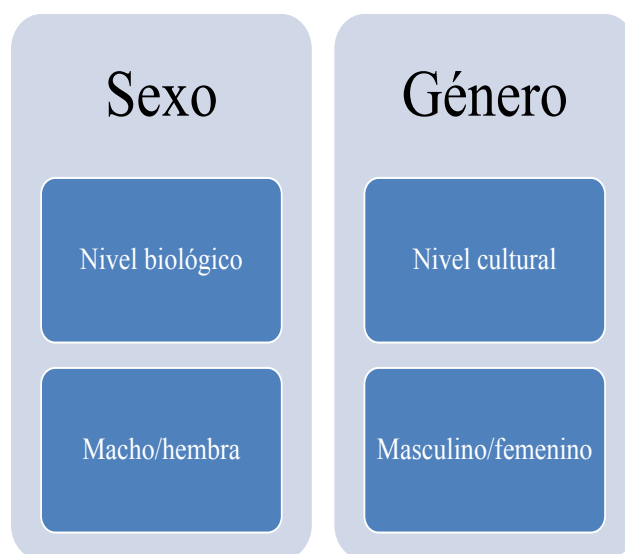 Sexo
Nivel biológico
Macho/hembra
Género
Nivel cultural
Masculino/femenino